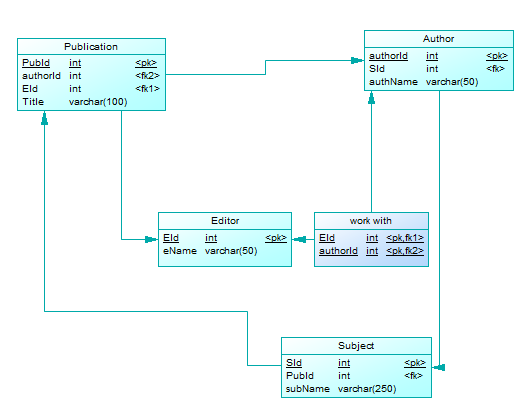 Publication
PubId int <pk>
authorId int <fk2>
EId int <fk1>
Title varchar(100)
Author
authorId int <pk>
SId int <fk>
authName varchar(50)
Editor
EId int <pk>
eName varchar(50)
work with
EId int <pk,fk1>
authorId int <pk,fk2>
Subject
SId int <pk>
PubId int <fk>
subName varchar(250)